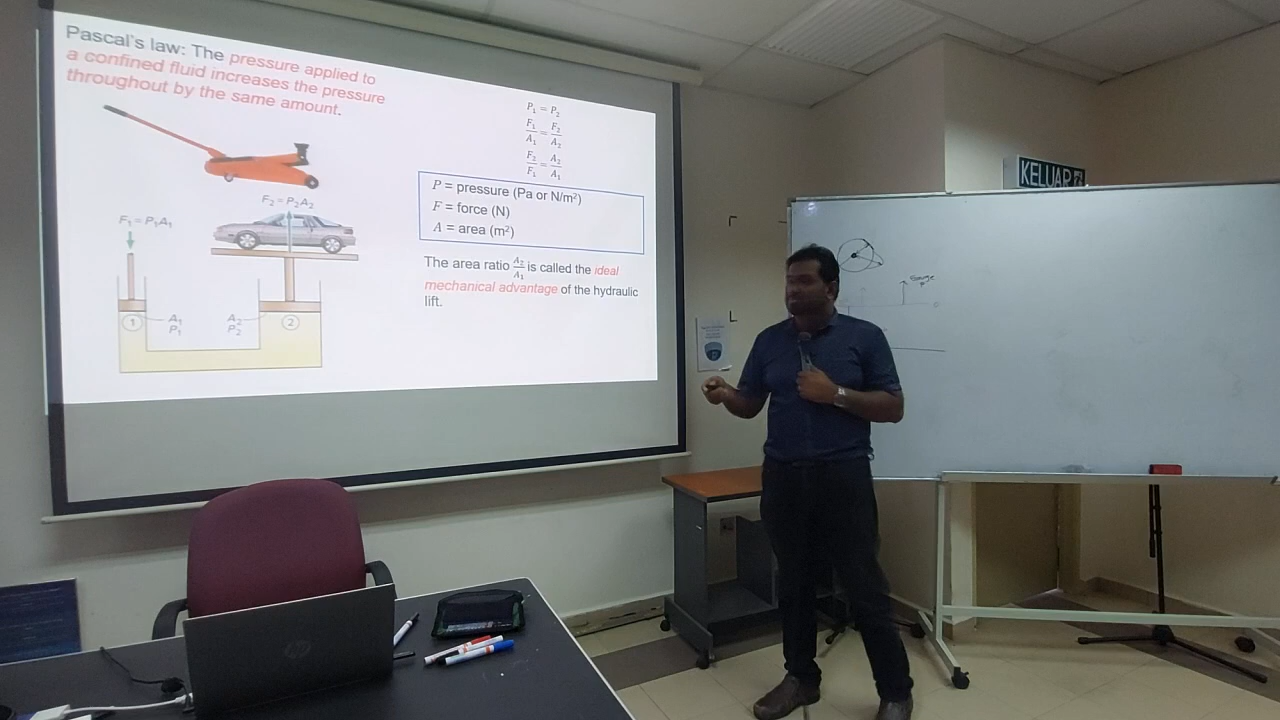 Pascal's law: The pressure applied to
a confined fluid increases the pressure
throughout by the same amount.
P₁ = P₂
F₁/A₁ = F₂/A₂
F₂/F₁ = A₂/A₁
P = pressure (Pa or N/m²)
F = force (N)
A = area (m²)
The area ratio A₂/A₁ is called the ideal
mechanical advantage of the hydraulic
lift.
F₂ = P₂A₂
F₁ = P₁A₁
A₁
P₁
A₂
P₂
1
2
KELUAR
Gauge
hp